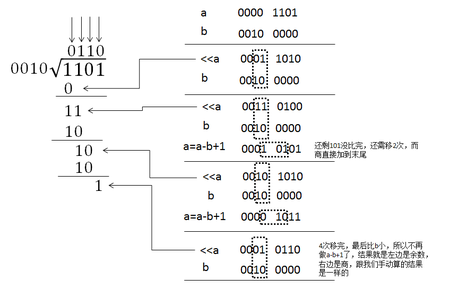 a 0000 1101
b 0010 0000
0110
0010 1101
<<a 0001 1010
b 0010 0000
0
11
<<a 0011 0100
b 0010 0000
10
a=a-b+1 0001 0101
还剩101没比完，还需移2次，而
商直接加到末尾
10
<<a 0010 1010
b 0010 0000
10
a=a-b+1 0000 1011
1
<<a 0001 0110
b 0010 0000
4次移完，最后比b小，所以不再
做a-b+1了，结果就是左边是余数，
右边是商，跟我们手动算的结果
是一样的